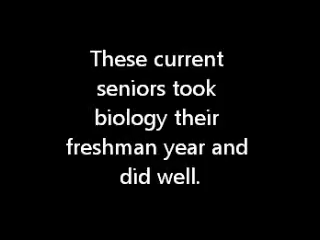 These current
seniors took
biology their
freshman year and
did well.